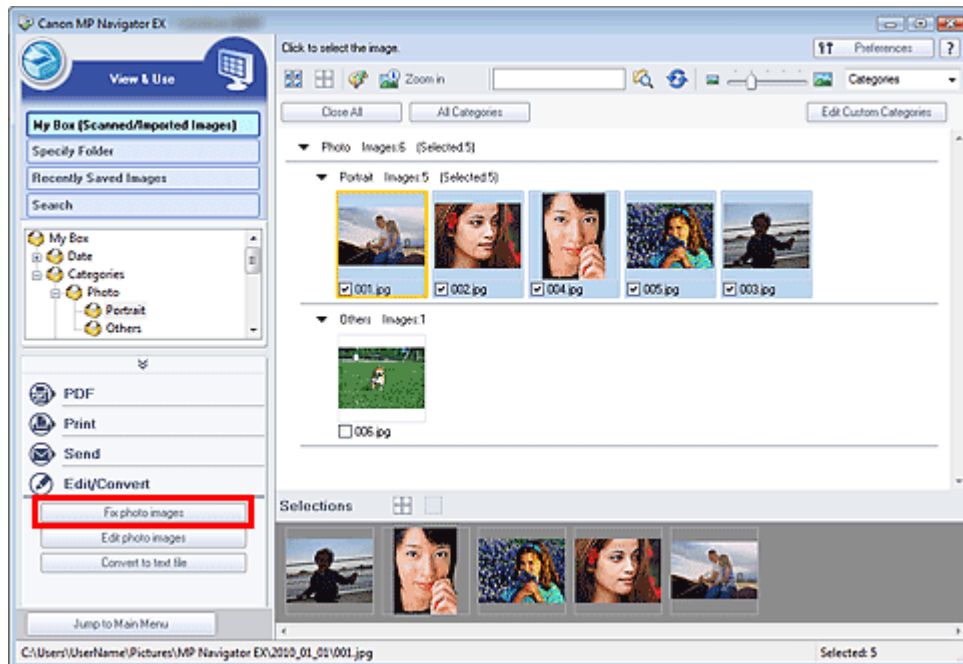 Canon MP Navigator EX
View & Use
My Box (Scanned/Imported Images)
Specify Folder
Recently Saved Images
Search
My Box
Date
Categories
Photo
Portrait
Others
PDF
Print
Send
Edit/Convert
Fix photo images
Edit photo images
Convert to text file
Jump to Main Menu
Click to select the image.
Preferences
?
Zoom in
Categories
Close All
All Categories
Edit Custom Categories
Photo Images:6 (Selected:5)
Portrait Images:5 (Selected:5)
001.jpg
002.jpg
004.jpg
005.jpg
003.jpg
Others Images:1
006.jpg
Selections
C:\Users\UserName\Pictures\MP Navigator EX\2010_01_01\001.jpg
Selected: 5